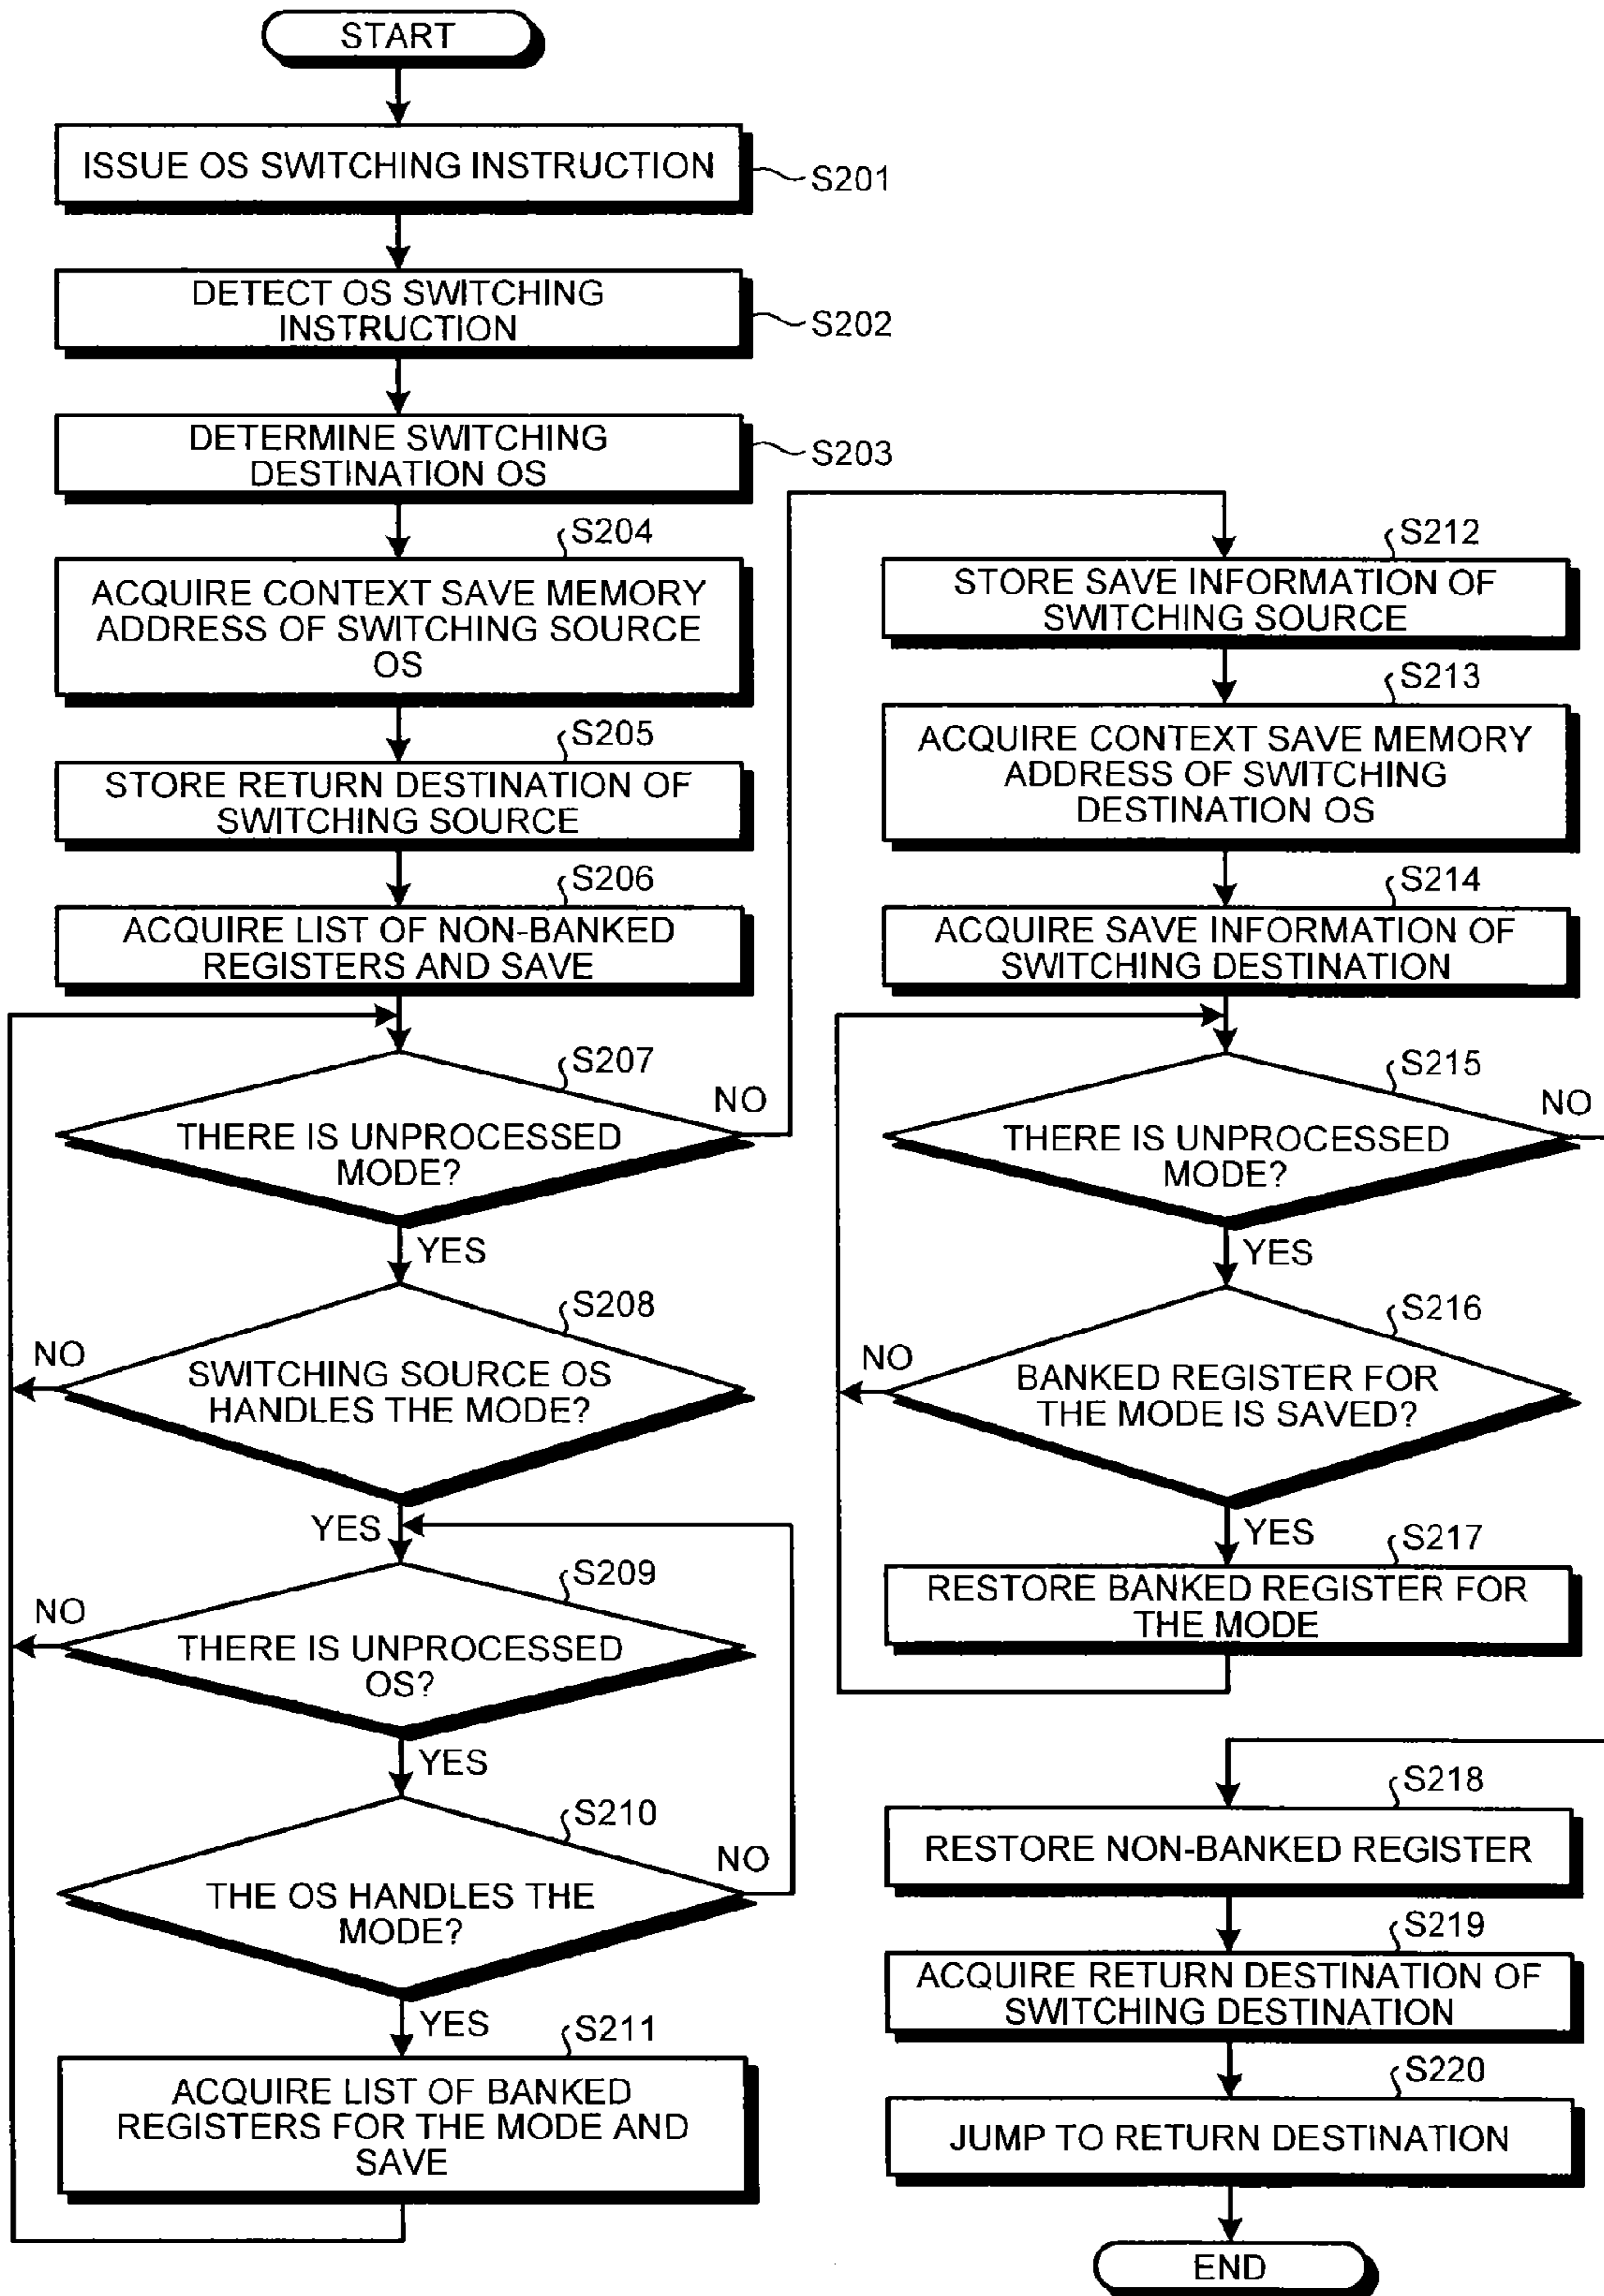 START
ISSUE OS SWITCHING INSTRUCTION
S201
DETECT OS SWITCHING
INSTRUCTION
S202
DETERMINE SWITCHING
DESTINATION OS
S203
S204
ACQUIRE CONTEXT SAVE MEMORY
ADDRESS OF SWITCHING SOURCE
OS
S205
STORE RETURN DESTINATION OF
SWITCHING SOURCE
S206
ACQUIRE LIST OF NON-BANKED
REGISTERS AND SAVE
S207
NO
THERE IS UNPROCESSED
MODE?
YES
S208
NO
SWITCHING SOURCE OS
HANDLES THE MODE?
YES
S209
NO
THERE IS UNPROCESSED
OS?
YES
S210
NO
THE OS HANDLES THE
MODE?
YES
S211
ACQUIRE LIST OF BANKED
REGISTERS FOR THE MODE AND
SAVE
S212
STORE SAVE INFORMATION OF
SWITCHING SOURCE
S213
ACQUIRE CONTEXT SAVE MEMORY
ADDRESS OF SWITCHING
DESTINATION OS
S214
ACQUIRE SAVE INFORMATION OF
SWITCHING DESTINATION
S215
NO
THERE IS UNPROCESSED
MODE?
YES
S216
NO
BANKED REGISTER FOR
THE MODE IS SAVED?
YES
S217
RESTORE BANKED REGISTER FOR
THE MODE
S218
RESTORE NON-BANKED REGISTER
S219
ACQUIRE RETURN DESTINATION OF
SWITCHING DESTINATION
S220
JUMP TO RETURN DESTINATION
END